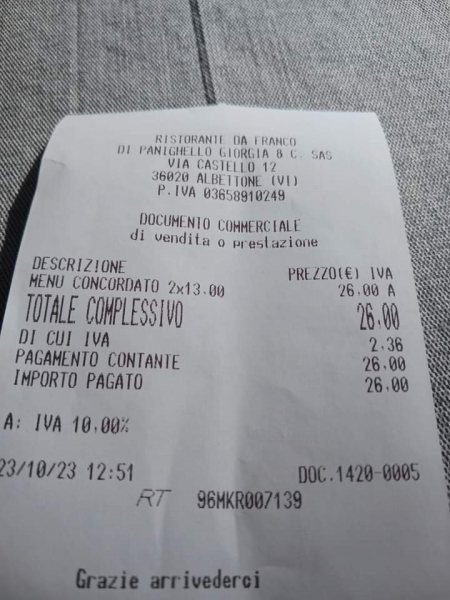 RISTORANTE DA FRANCO
DI PANIGHELLO GIORGIA & C. SAS
VIA CASTELLO 12
36020 ALBETTONE (VI)
P.IVA 03658910249
DOCUMENTO COMMERCIALE
di vendita o prestazione
DESCRIZIONE PREZZO(€) IVA
MENU CONCORDATO 2x13.00 26,00 A
TOTALE COMPLESSIVO 26,00
DI CUI IVA 2,36
PAGAMENTO CONTANTE 26,00
IMPORTO PAGATO 26,00
A: IVA 10,00%
23/10/23 12:51 DOC.1420-0005
RT 96MKR007139
Grazie arrivederci